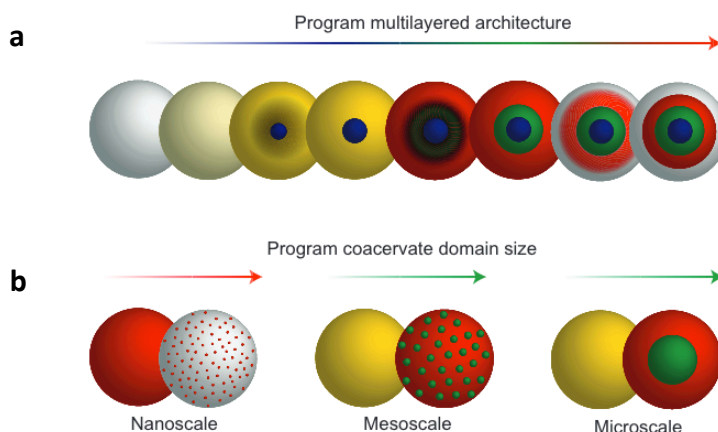 a
Program multilayered architecture
Program coacervate domain size
b
Nanoscale
Mesoscale
Microscale